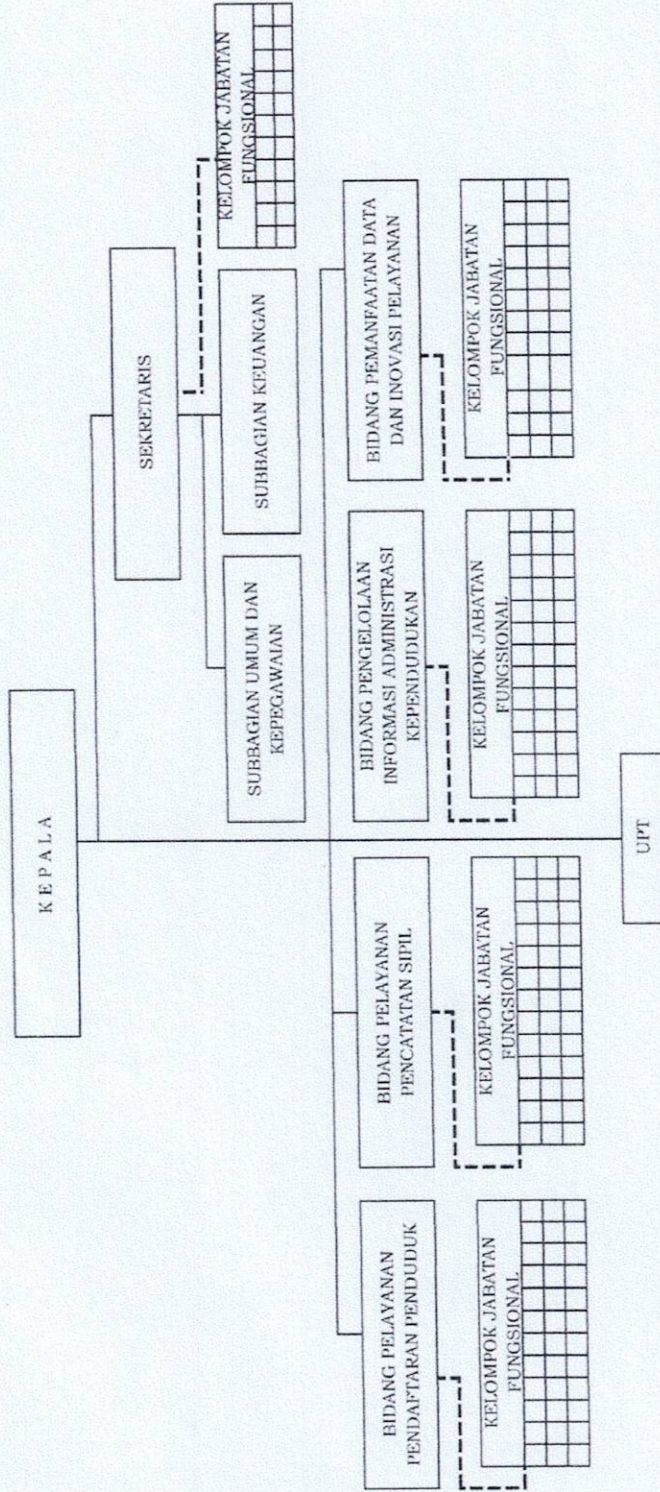 K E P A L A
SEKRETARIS
SUBBAGIAN UMUM DAN
KEPEGAWAIAN
SUBBAGIAN KEUANGAN
KELOMPOK JABATAN
FUNGSIONAL
BIDANG PELAYANAN
PENDAFTARAN PENDUDUK
BIDANG PELAYANAN
PENCATATAN SIPIL
BIDANG PENGELOLAAN
INFORMASI ADMINISTRASI
KEPENDUDUKAN
BIDANG PEMANFAATAN DATA
DAN INOVASI PELAYANAN
KELOMPOK JABATAN
FUNGSIONAL
KELOMPOK JABATAN
FUNGSIONAL
KELOMPOK JABATAN
FUNGSIONAL
KELOMPOK JABATAN
FUNGSIONAL
UPT